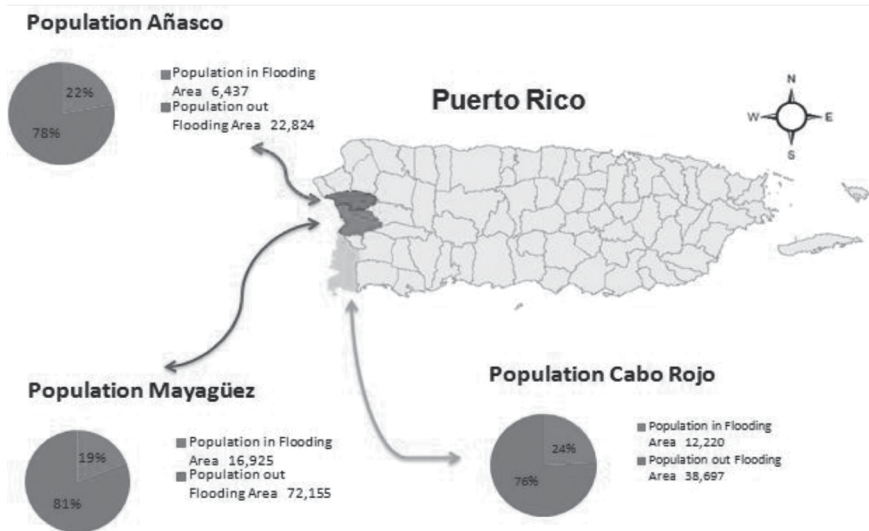 Population Añasco
22%
78%
Population in Flooding
Area 6,437
Population out
Flooding Area 22,824
Puerto Rico
N
W
E
S
Population Mayagüez
19%
81%
Population in Flooding
Area 16,925
Population out
Flooding Area 72,155
Population Cabo Rojo
24%
76%
Population in Flooding
Area 12,220
Population out Flooding
Area 38,697